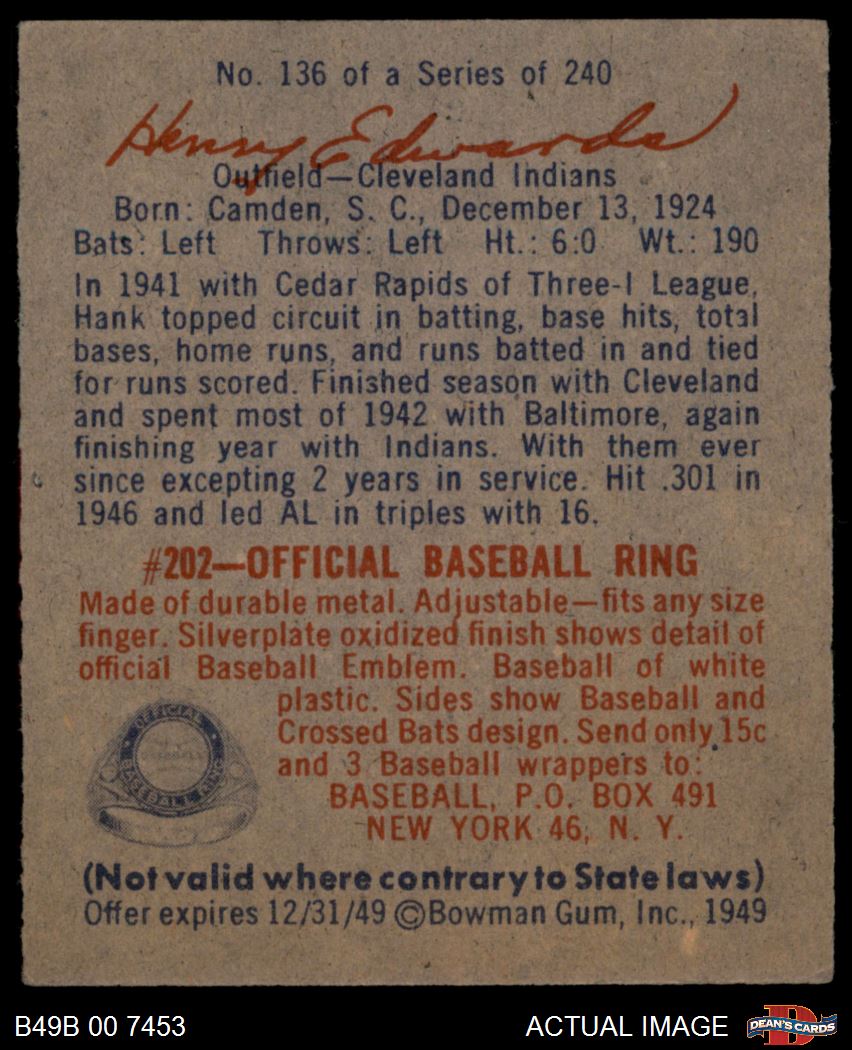 No. 136 of a Series of 240
Henry Edwards
Outfield—Cleveland Indians
Born: Camden, S. C., December 13, 1924
Bats: Left Throws: Left Ht.: 6:0 Wt.: 190
In 1941 with Cedar Rapids of Three-I League,
Hank topped circuit in batting, base hits, total
bases, home runs, and runs batted in and tied
for runs scored. Finished season with Cleveland
and spent most of 1942 with Baltimore, again
finishing year with Indians. With them ever
since excepting 2 years in service. Hit .301 in
1946 and led AL in triples with 16.
#202—OFFICIAL BASEBALL RING
Made of durable metal. Adjustable—fits any size
finger. Silverplate oxidized finish shows detail of
official Baseball Emblem. Baseball of white
plastic. Sides show Baseball and
Crossed Bats design. Send only 15c
and 3 Baseball wrappers to:
BASEBALL, P.O. BOX 491
NEW YORK 46, N. Y.
OFFICIAL
BASEBALL RING
(Not valid where contrary to State laws)
Offer expires 12/31/49 ©Bowman Gum, Inc., 1949
B49B 00 7453
ACTUAL IMAGE
DEAN'S CARDS